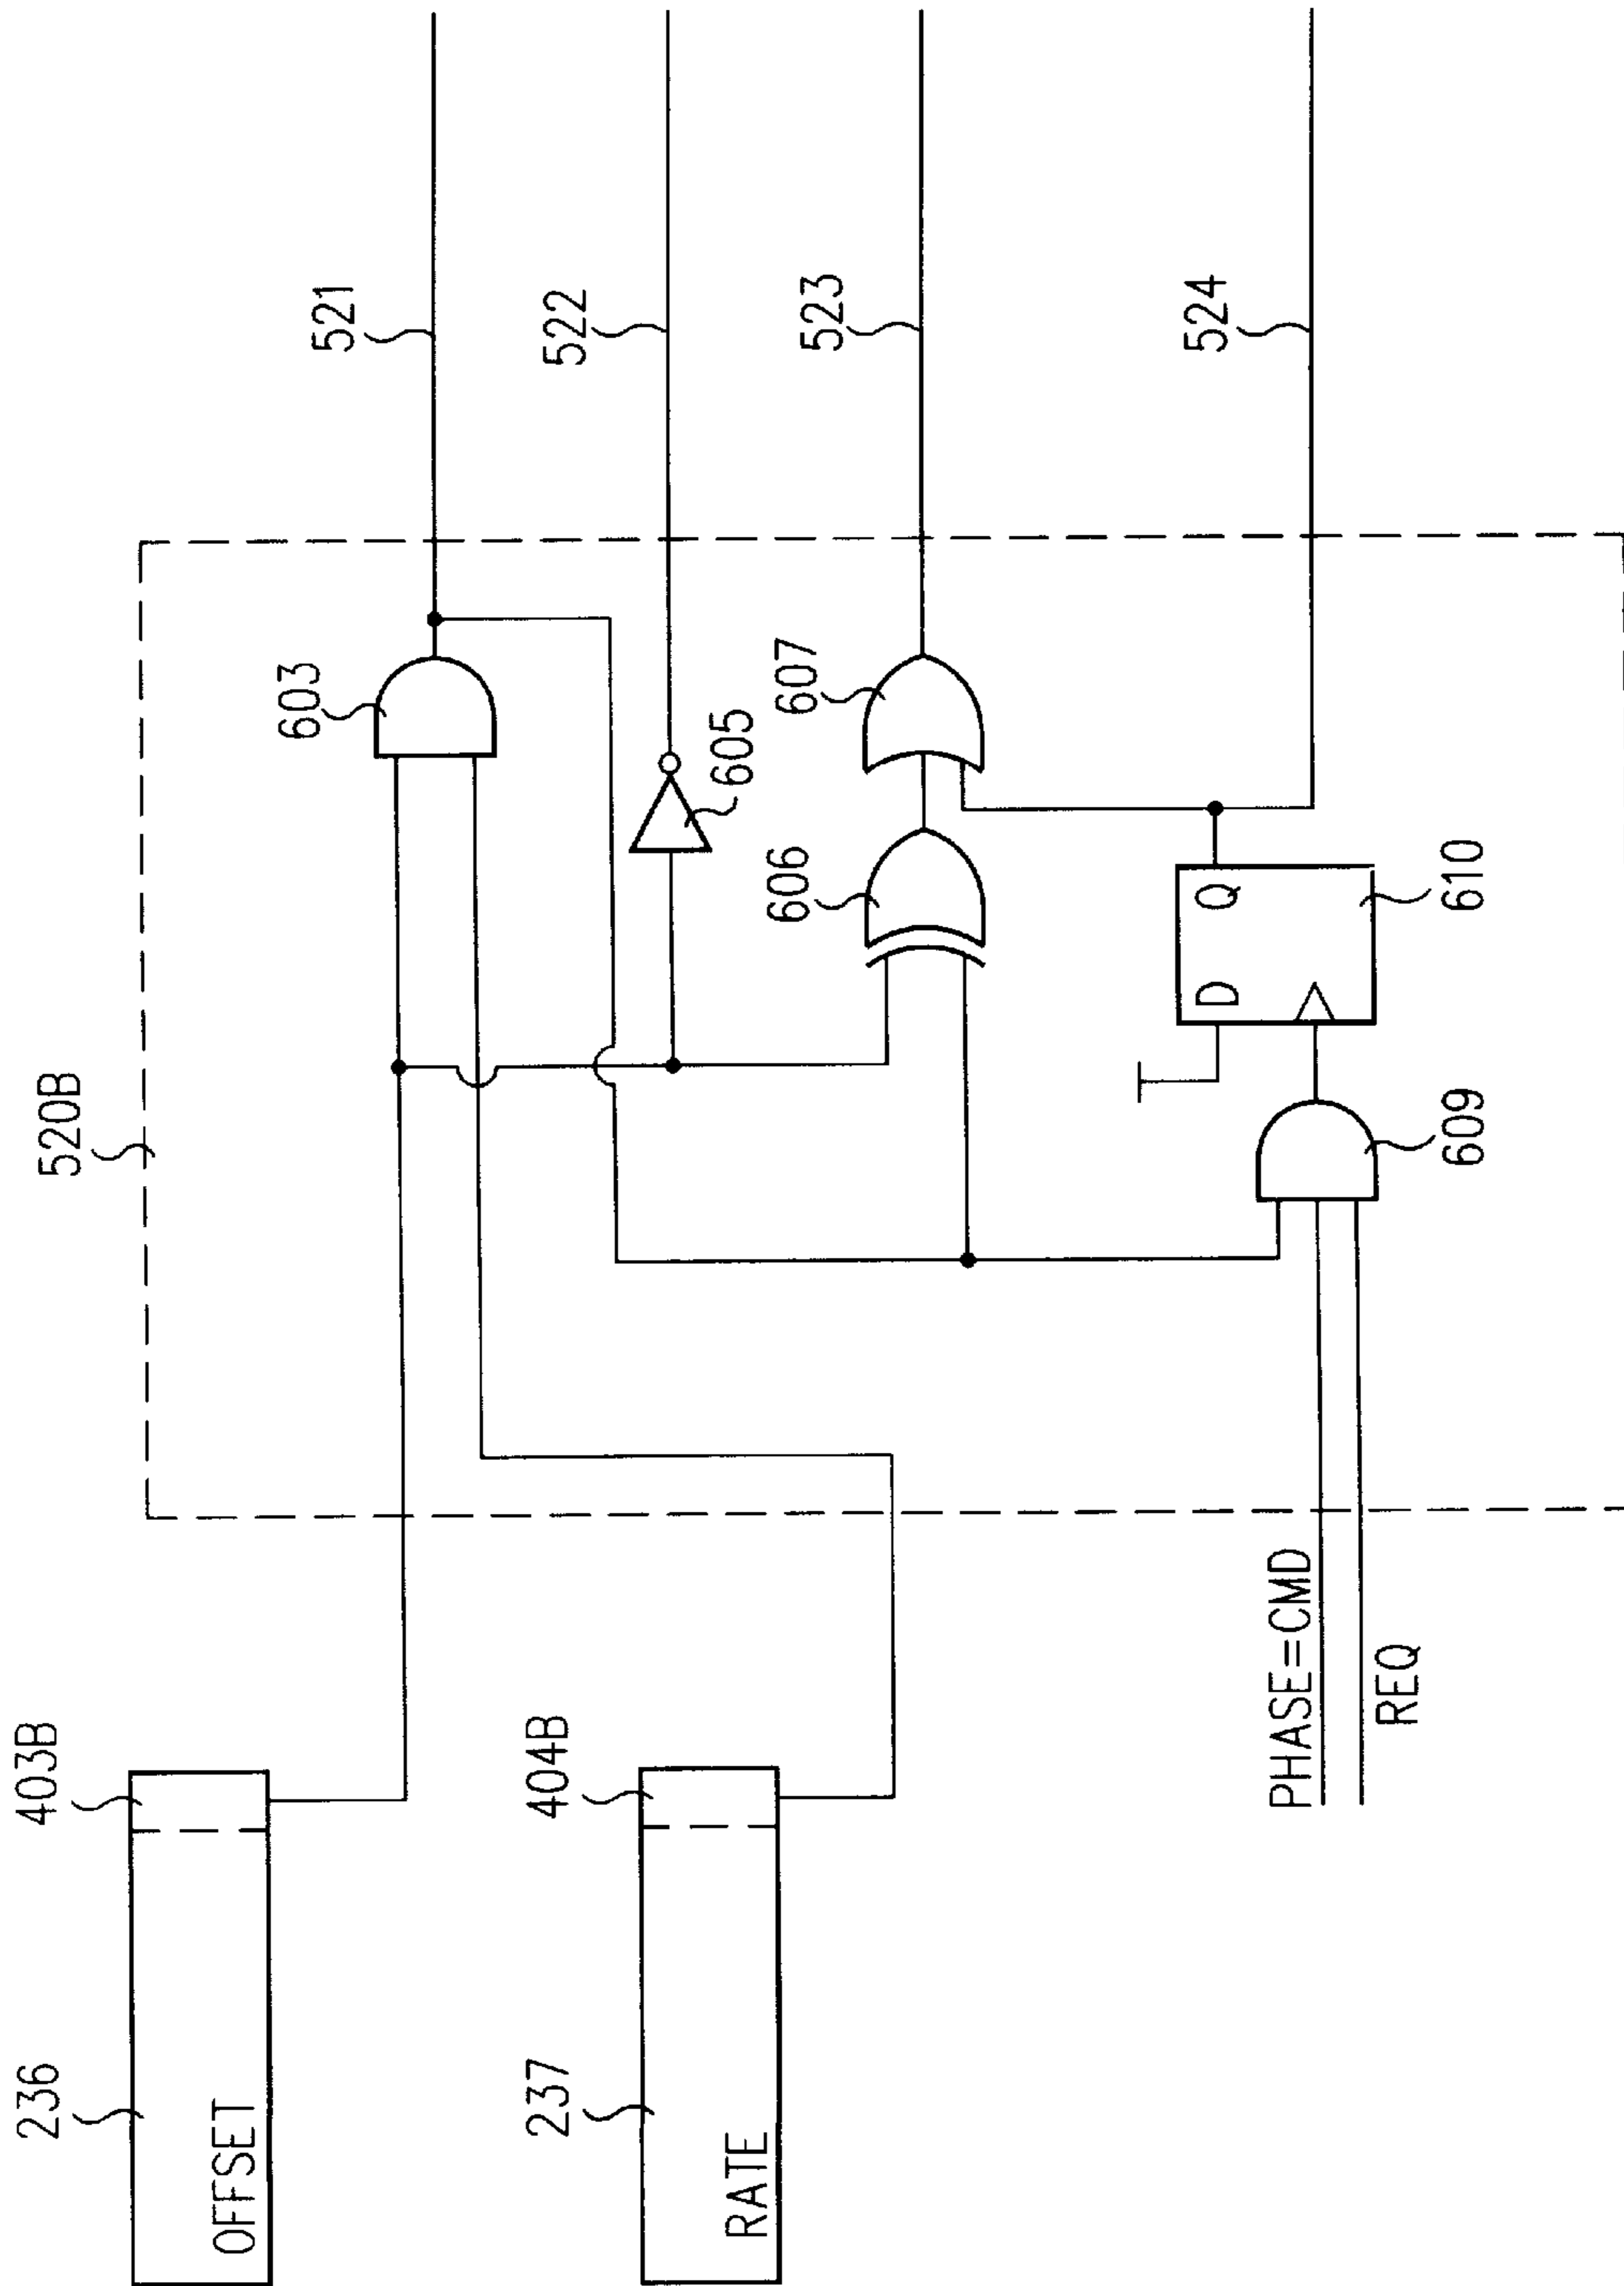 520B
236
403B
OFFSET
603
521
605
522
237
404B
RATE
606
607
523
D
Q
PHASE=CMD
REQ
609
610
524